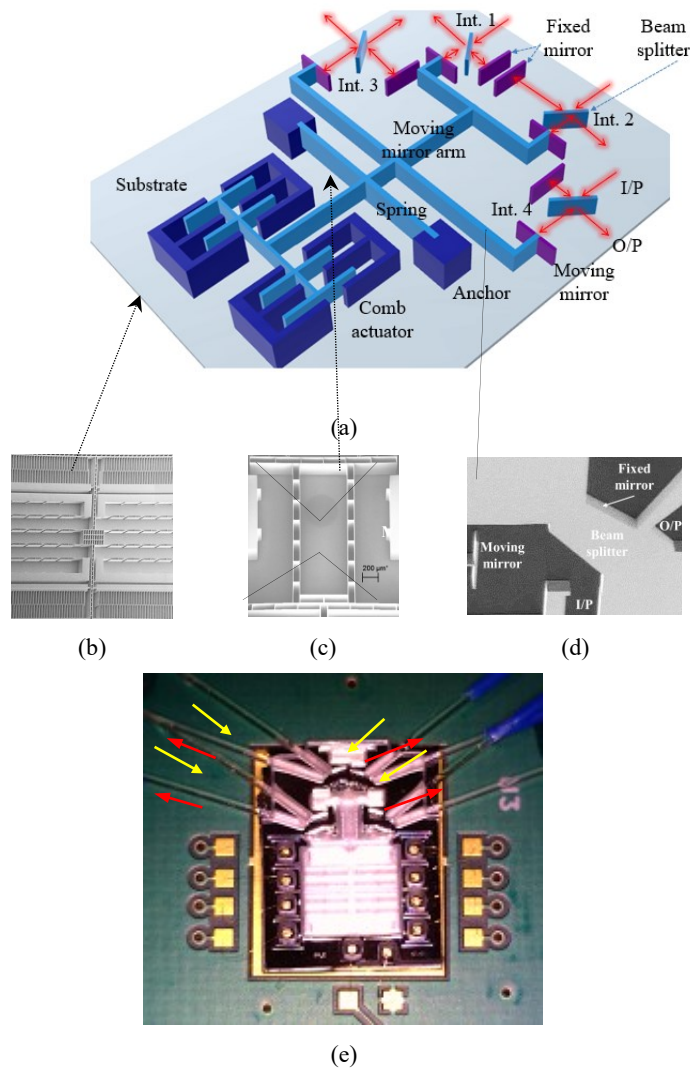 Int. 1
Fixed
mirror
Beam
splitter
Int. 3
Int. 2
Moving
mirror arm
Substrate
I/P
Spring
Int. 4
O/P
Anchor
Moving
mirror
Comb
actuator
(a)
200 µm
Fixed
mirror
O/P
Beam
splitter
Moving
mirror
I/P
(b)
(c)
(d)
(e)